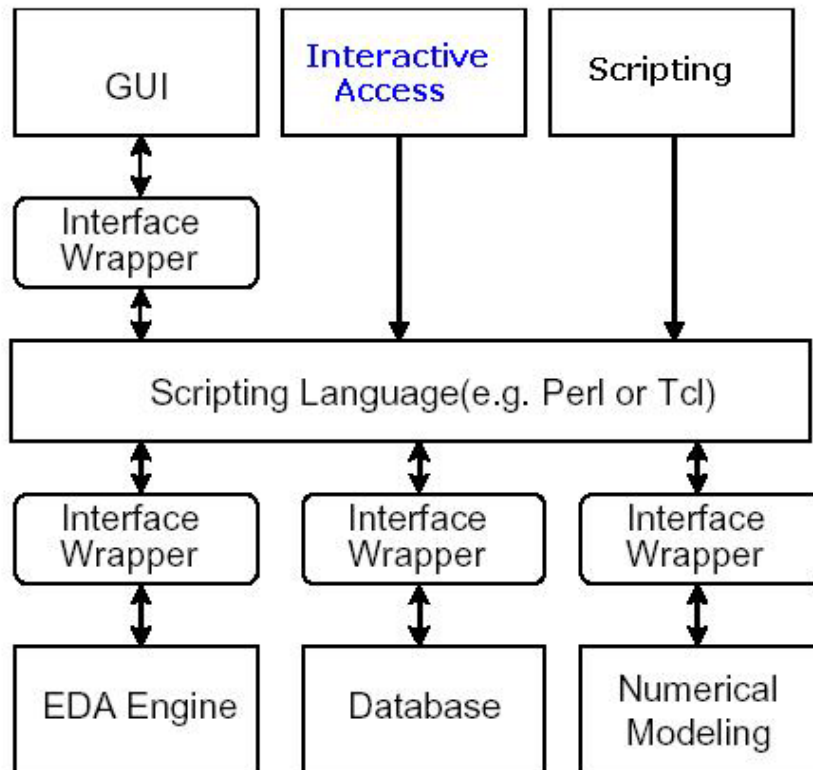 GUI
Interactive
Access
Scripting
Interface
Wrapper
Scripting Language(e.g. Perl or Tcl)
Interface
Wrapper
Interface
Wrapper
Interface
Wrapper
EDA Engine
Database
Numerical
Modeling